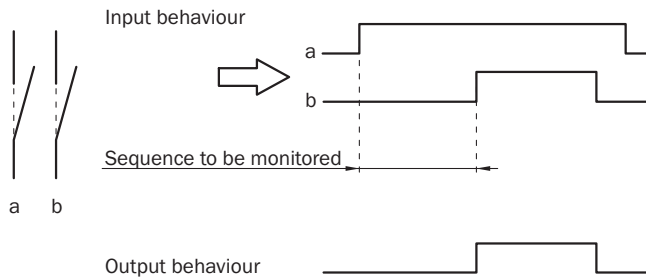 Input behaviour
a
b
Sequence to be monitored
a b
Output behaviour